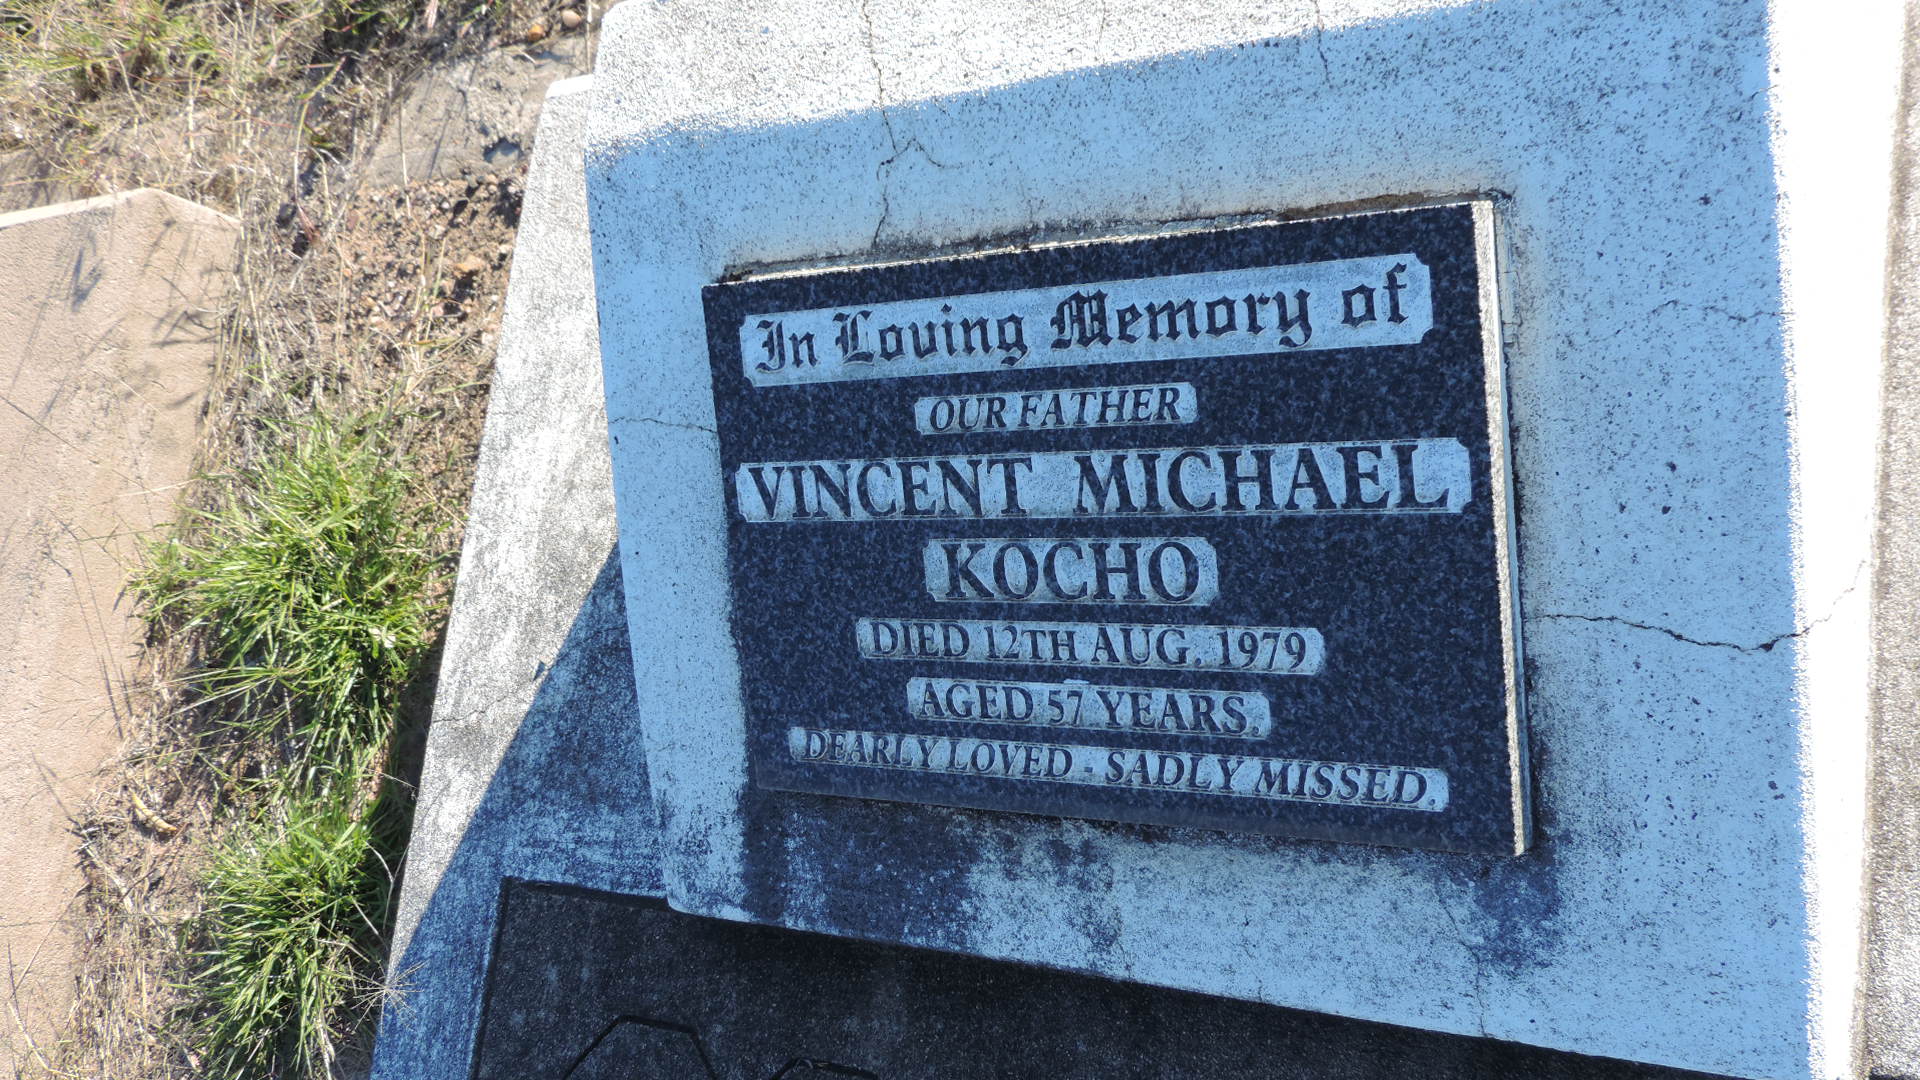 In Loving Memory of
OUR FATHER
VINCENT MICHAEL
KOCHO
DIED 12TH AUG. 1979
AGED 57 YEARS.
DEARLY LOVED - SADLY MISSED.